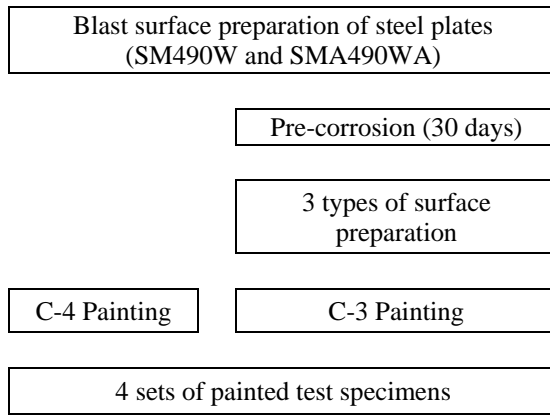 Blast surface preparation of steel plates
(SM490W and SMA490WA)
Pre-corrosion (30 days)
3 types of surface
preparation
C-4 Painting
C-3 Painting
4 sets of painted test specimens